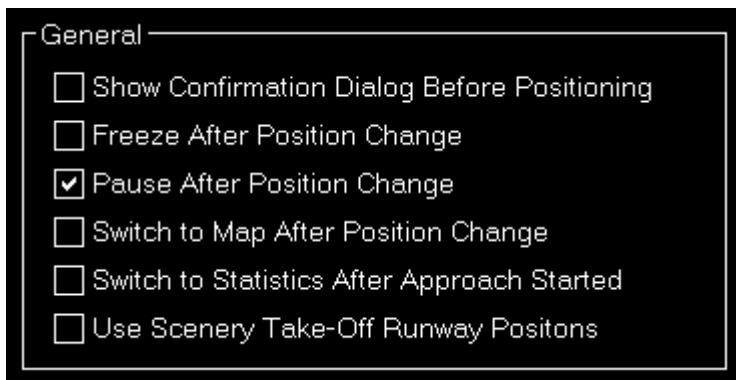 General
Show Confirmation Dialog Before Positioning
Freeze After Position Change
Pause After Position Change
Switch to Map After Position Change
Switch to Statistics After Approach Started
Use Scenery Take-Off Runway Positons